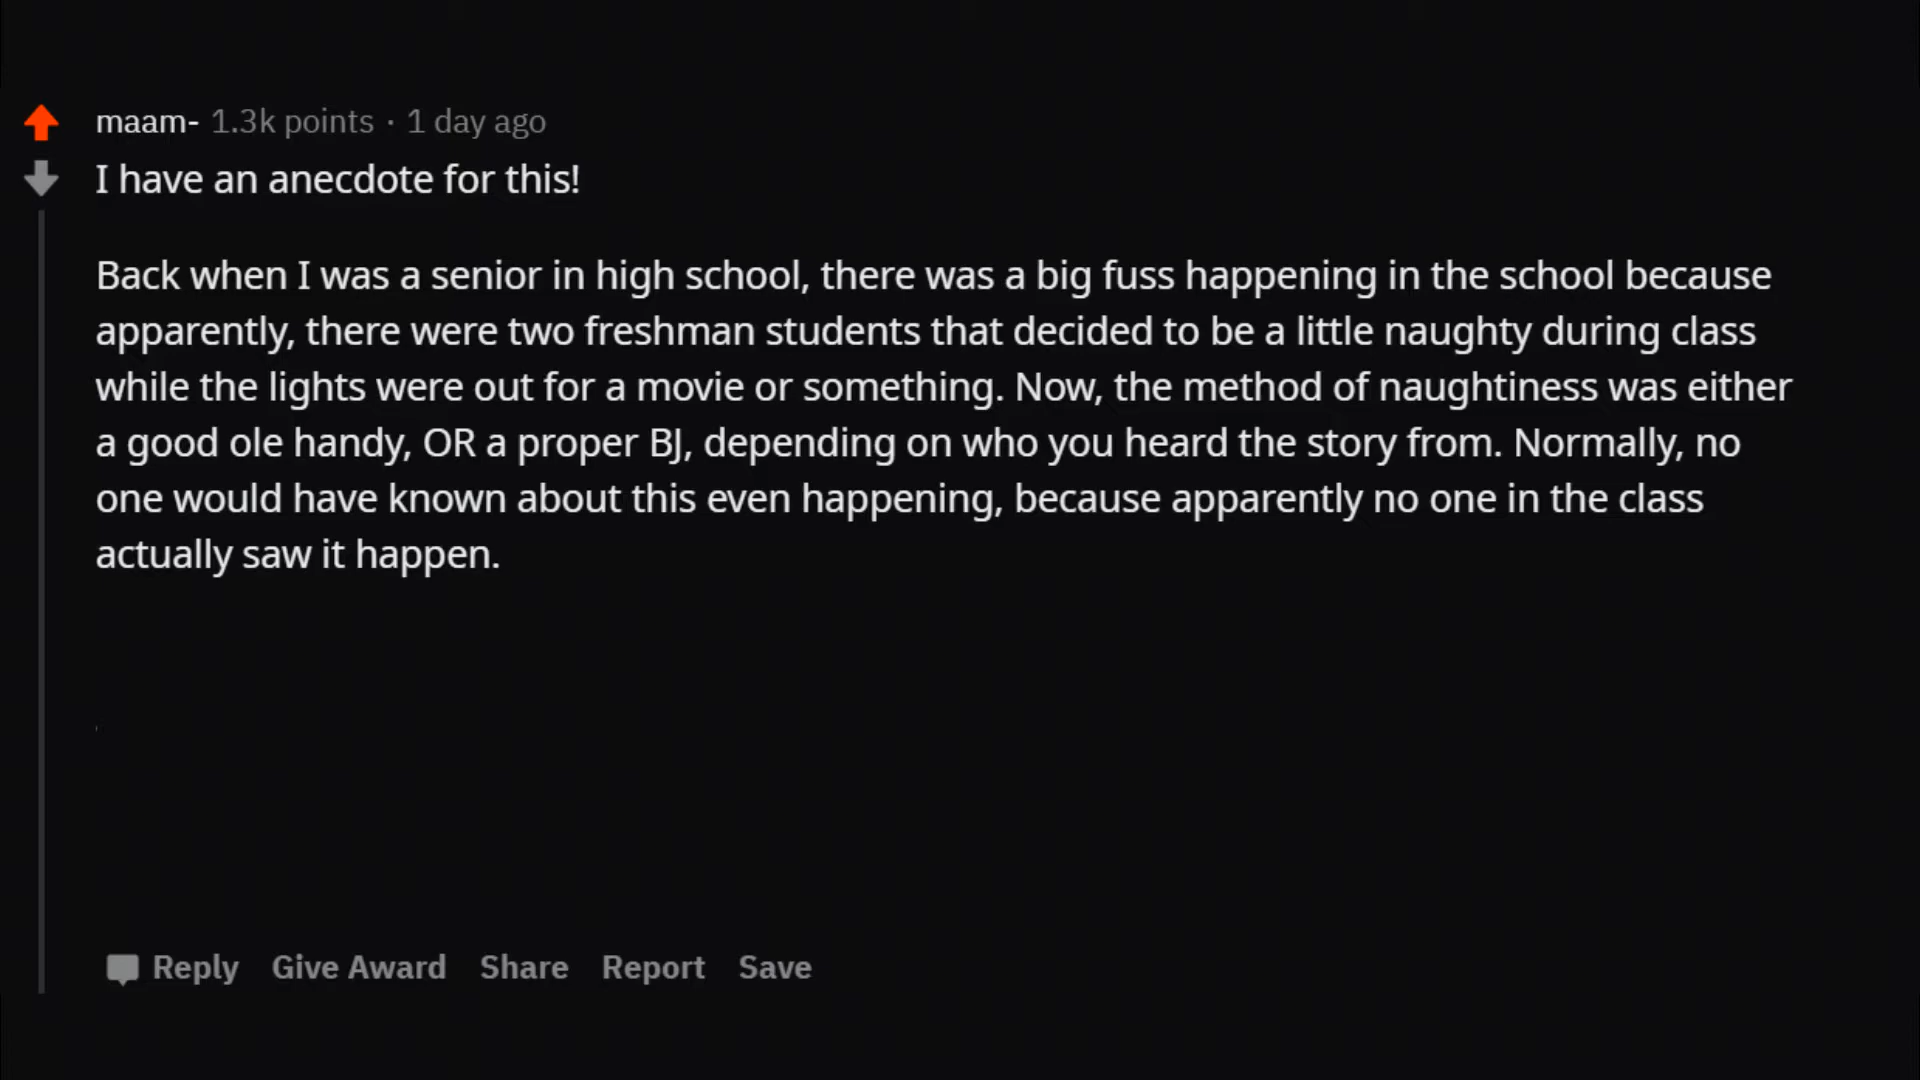 maam- 1.3k points · 1 day ago
I have an anecdote for this!
Back when I was a senior in high school, there was a big fuss happening in the school because
apparently, there were two freshman students that decided to be a little naughty during class
while the lights were out for a movie or something. Now, the method of naughtiness was either
a good ole handy, OR a proper BJ, depending on who you heard the story from. Normally, no
one would have known about this even happening, because apparently no one in the class
actually saw it happen.
Reply Give Award Share Report Save